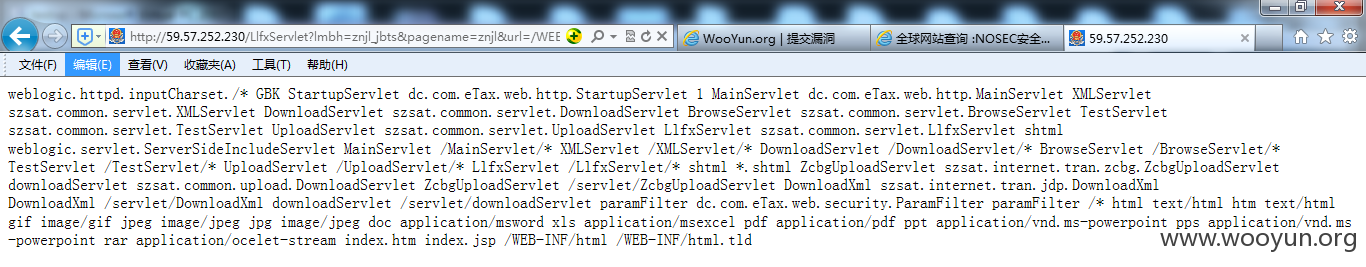 http://59.57.252.230/LlfxServlet?lmbh=znjl_jbts&pagename=znjl&url=/WEE
WooYun.org | 提交漏洞
全球网站查询 :NOSEC安全...
59.57.252.230
文件(F) 编辑(E) 查看(V) 收藏夹(A) 工具(T) 帮助(H)
weblogic.httpd.inputCharset./* GBK StartupServlet dc.com.eTax.web.http.StartupServlet 1 MainServlet dc.com.eTax.web.http.MainServlet XMLServlet
szsat.common.servlet.XMLServlet DownloadServlet szsat.common.servlet.DownloadServlet BrowseServlet szsat.common.servlet.BrowseServlet TestServlet
szsat.common.servlet.TestServlet UploadServlet szsat.common.servlet.UploadServlet LlfxServlet szsat.common.servlet.LlfxServlet shtml
weblogic.servlet.ServerSideIncludeServlet MainServlet /MainServlet/* XMLServlet /XMLServlet/* DownloadServlet /DownloadServlet/* BrowseServlet /BrowseServlet/*
TestServlet /TestServlet/* UploadServlet /UploadServlet/* LlfxServlet /LlfxServlet/* shtml *.shtml ZcbgUploadServlet szsat.internet.tran.zcbg.ZcbgUploadServlet
downloadServlet szsat.common.upload.DownloadServlet ZcbgUploadServlet /servlet/ZcbgUploadServlet DownloadXml szsat.internet.tran.jdp.DownloadXml
DownloadXml /servlet/DownloadXml downloadServlet /servlet/downloadServlet paramFilter dc.com.eTax.web.security.ParamFilter paramFilter /* html text/html htm text/html
gif image/gif jpeg image/jpeg jpg image/jpeg doc application/msword xls application/msexcel pdf application/pdf ppt application/vnd.ms-powerpoint pps application/vnd.ms
-powerpoint rar application/ocelet-stream index.htm index.jsp /WEB-INF/html /WEB-INF/html.tld
www.wooyun.org